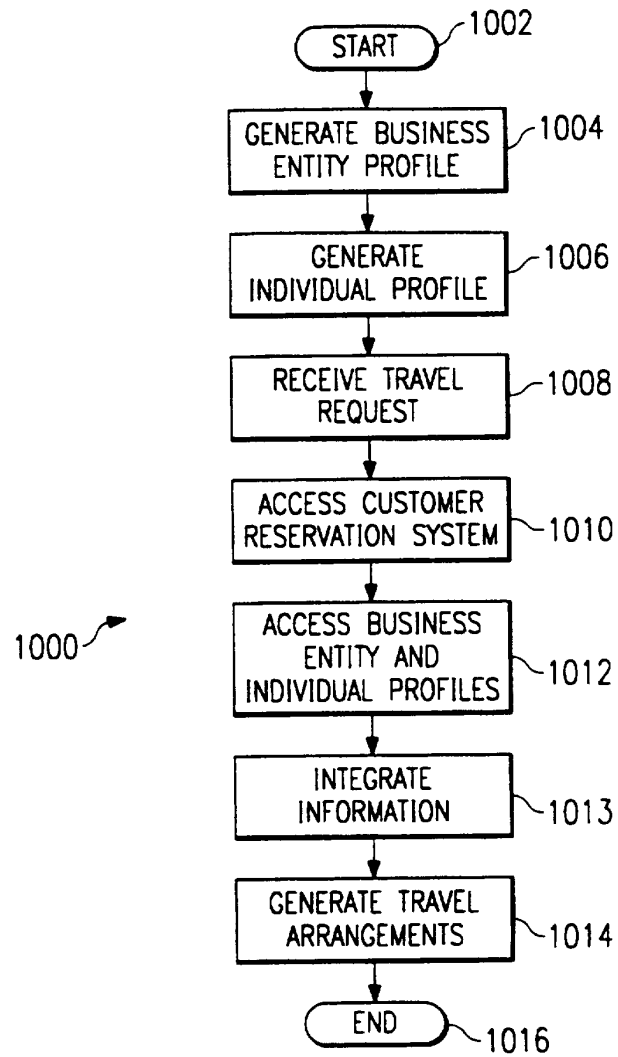 1002
START
GENERATE BUSINESS
ENTITY PROFILE
1004
GENERATE
INDIVIDUAL PROFILE
1006
RECEIVE TRAVEL
REQUEST
1008
ACCESS CUSTOMER
RESERVATION SYSTEM
1010
ACCESS BUSINESS
ENTITY AND
INDIVIDUAL PROFILES
1012
1000
INTEGRATE
INFORMATION
1013
GENERATE TRAVEL
ARRANGEMENTS
1014
END
1016